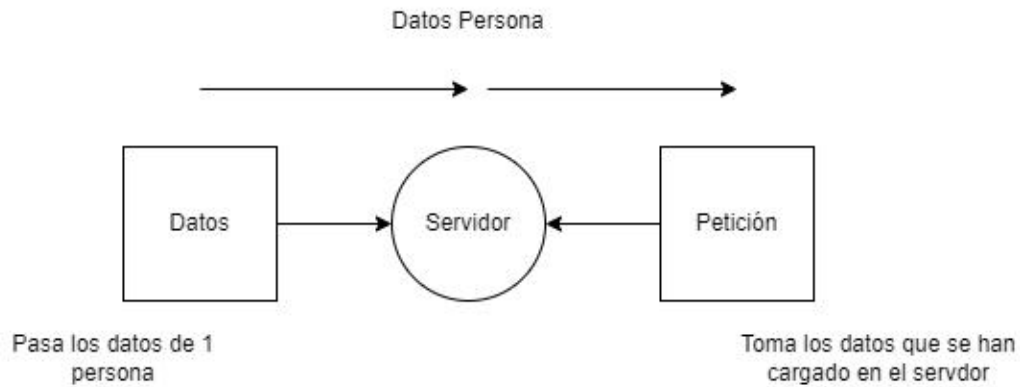 Datos Persona
Datos
Servidor
Petición
Pasa los datos de 1
persona
Toma los datos que se han
cargado en el servdor